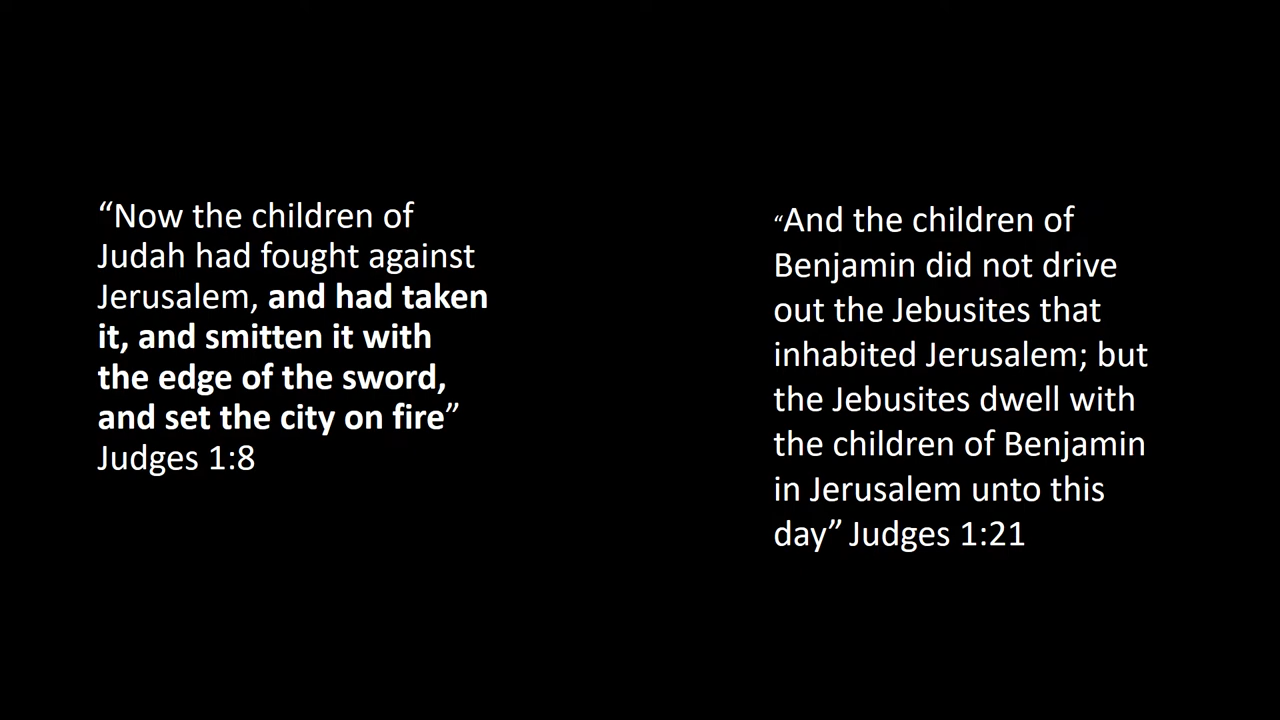 “Now the children of
Judah had fought against
Jerusalem, and had taken
it, and smitten it with
the edge of the sword,
and set the city on fire”
Judges 1:8
“And the children of
Benjamin did not drive
out the Jebusites that
inhabited Jerusalem; but
the Jebusites dwell with
the children of Benjamin
in Jerusalem unto this
day” Judges 1:21